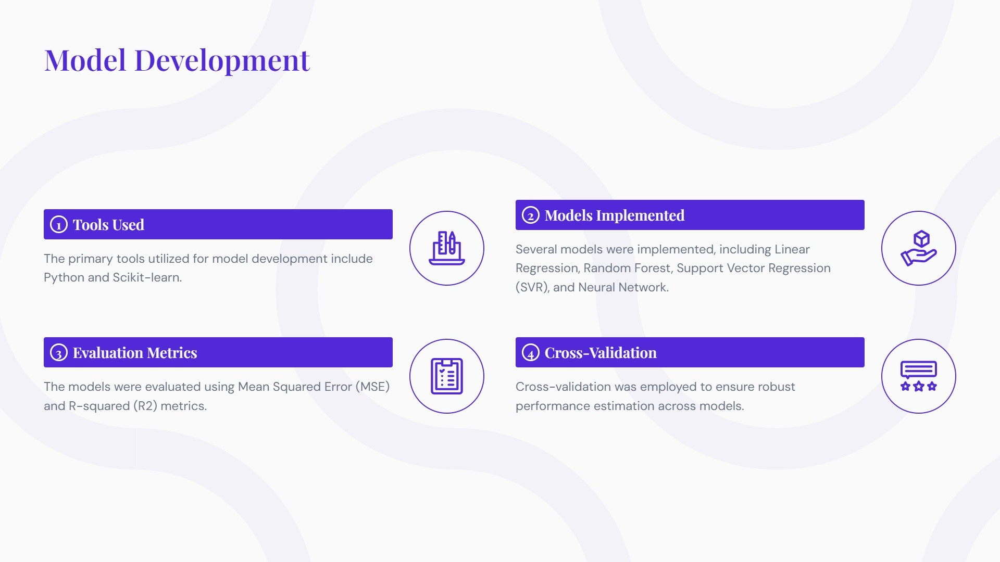 Model Development
1 Tools Used
The primary tools utilized for model development include
Python and Scikit-learn.
2 Models Implemented
Several models were implemented, including Linear
Regression, Random Forest, Support Vector Regression
(SVR), and Neural Network.
3 Evaluation Metrics
The models were evaluated using Mean Squared Error (MSE)
and R-squared (R2) metrics.
4 Cross-Validation
Cross-validation was employed to ensure robust
performance estimation across models.